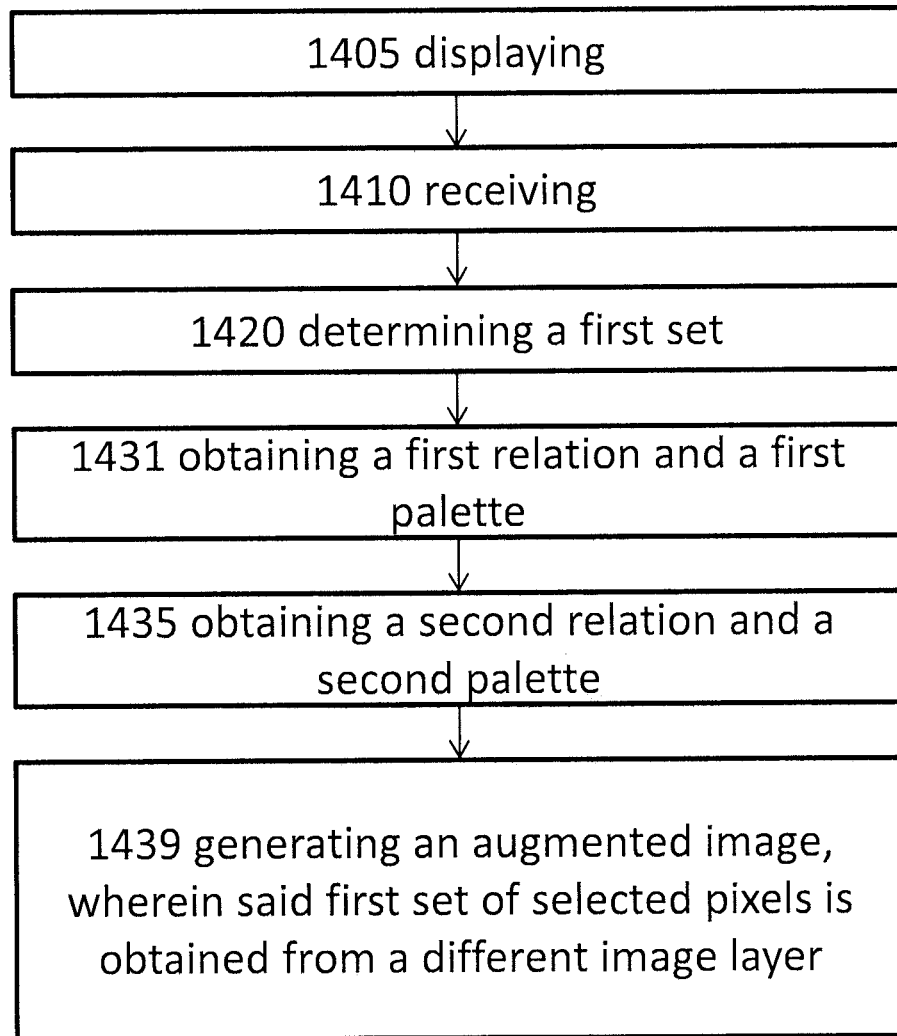 1405 displaying
1410 receiving
1420 determining a first set
1431 obtaining a first relation and a first
palette
1435 obtaining a second relation and a
second palette
1439 generating an augmented image,
wherein said first set of selected pixels is
obtained from a different image layer